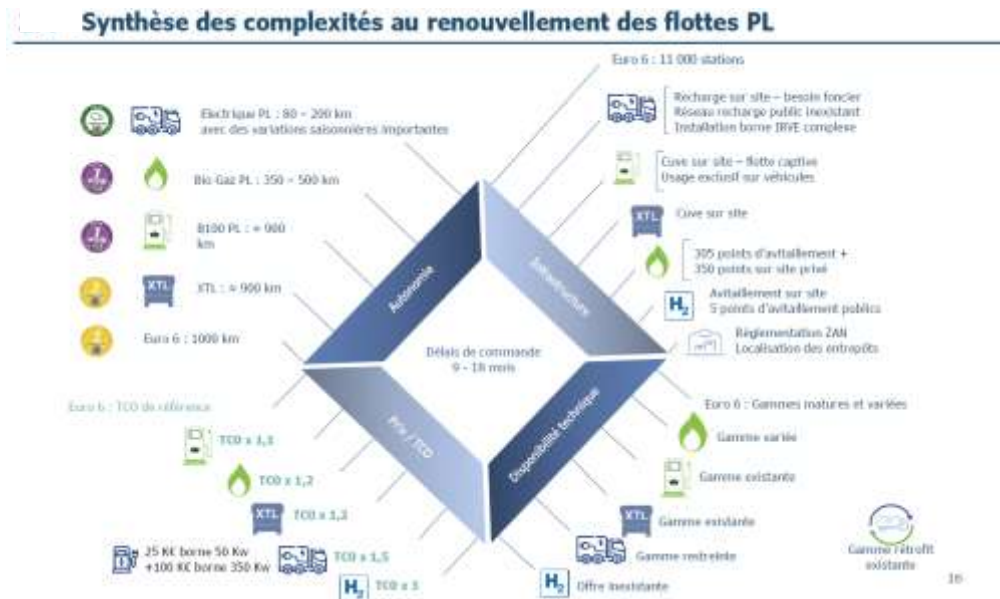 Synthèse des complexités au renouvellement des flottes PL
Euro 6 : 11 000 stations
Electrique PL : 80 – 200 km
avec des variations saisonnières importantes
Recharge sur site – besoin foncier
Réseau recharge public inexistant
Installation borne IRVE complexe
Bio Gaz PL : 350 – 500 km
Cuve sur site – flotte captive
Usage exclusif sur véhicules
B100 PL : ≈ 900
km
XTL
Cuve sur site
XTL
XTL : ≈ 900 km
305 points d'avitaillement +
350 points sur site privé
Autonomie
Infrastructure
H2
Avitaillement sur site
5 points d'avitaillement publics
Euro 6 : 1000 km
Réglementation ZAN
Localisation des entrepôts
Délais de commande
9 – 18 mois
Euro 6 : TCO de référence
Euro 6 : Gammes matures et variées
Prix / TCO
Disponibilité technique
TCO x 1,1
Gamme variée
TCO x 1,2
Gamme existante
XTL
TCO x 1,3
XTL
Gamme existante
25 K€ borne 50 Kw
+100 K€ borne 350 Kw
TCO x 1,5
Gamme restreinte
Gamme rétrofit
existante
H2
TCO x 3
H2
Offre inexistante
16